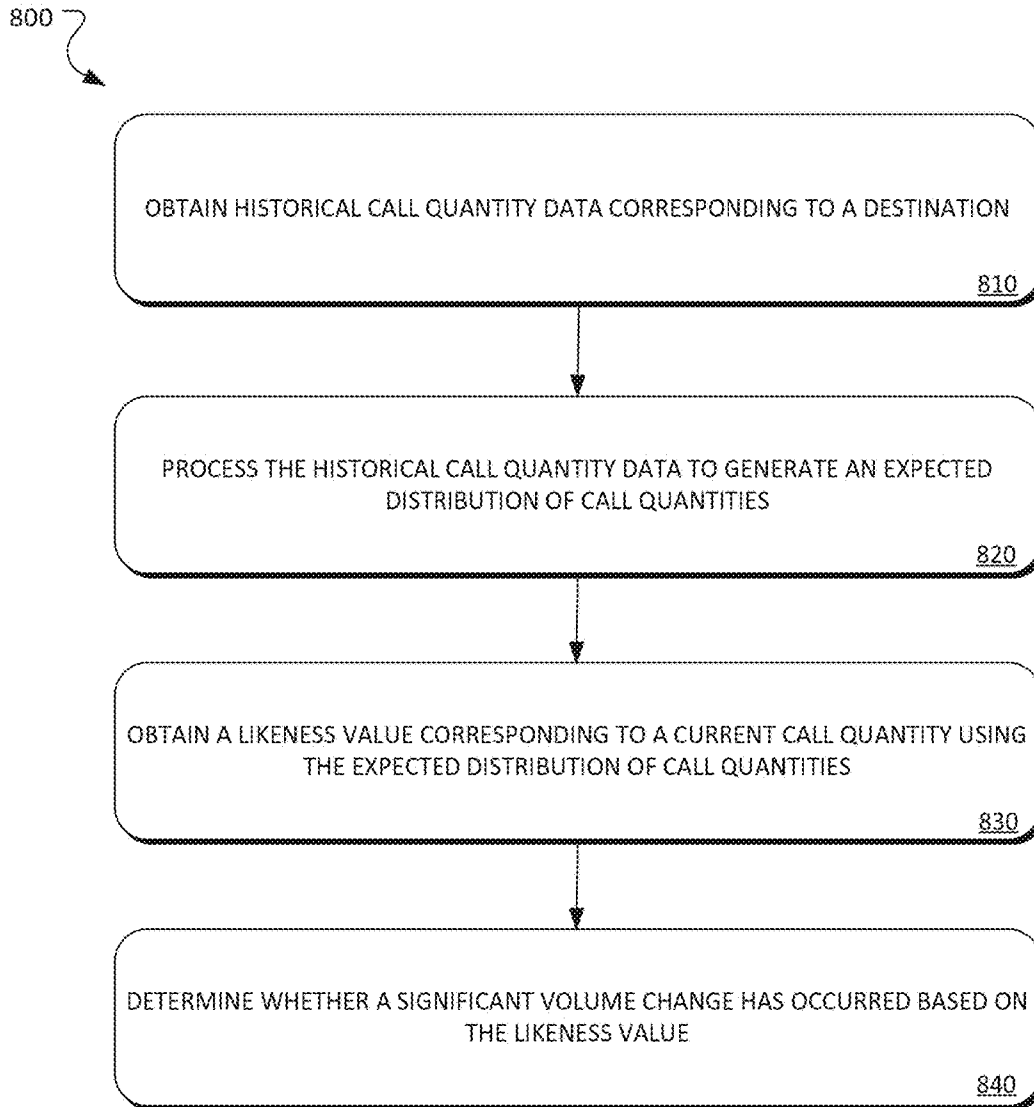 800
OBTAIN HISTORICAL CALL QUANTITY DATA CORRESPONDING TO A DESTINATION
810
PROCESS THE HISTORICAL CALL QUANTITY DATA TO GENERATE AN EXPECTED
DISTRIBUTION OF CALL QUANTITIES
820
OBTAIN A LIKENESS VALUE CORRESPONDING TO A CURRENT CALL QUANTITY USING
THE EXPECTED DISTRIBUTION OF CALL QUANTITIES
830
DETERMINE WHETHER A SIGNIFICANT VOLUME CHANGE HAS OCCURRED BASED ON
THE LIKENESS VALUE
840